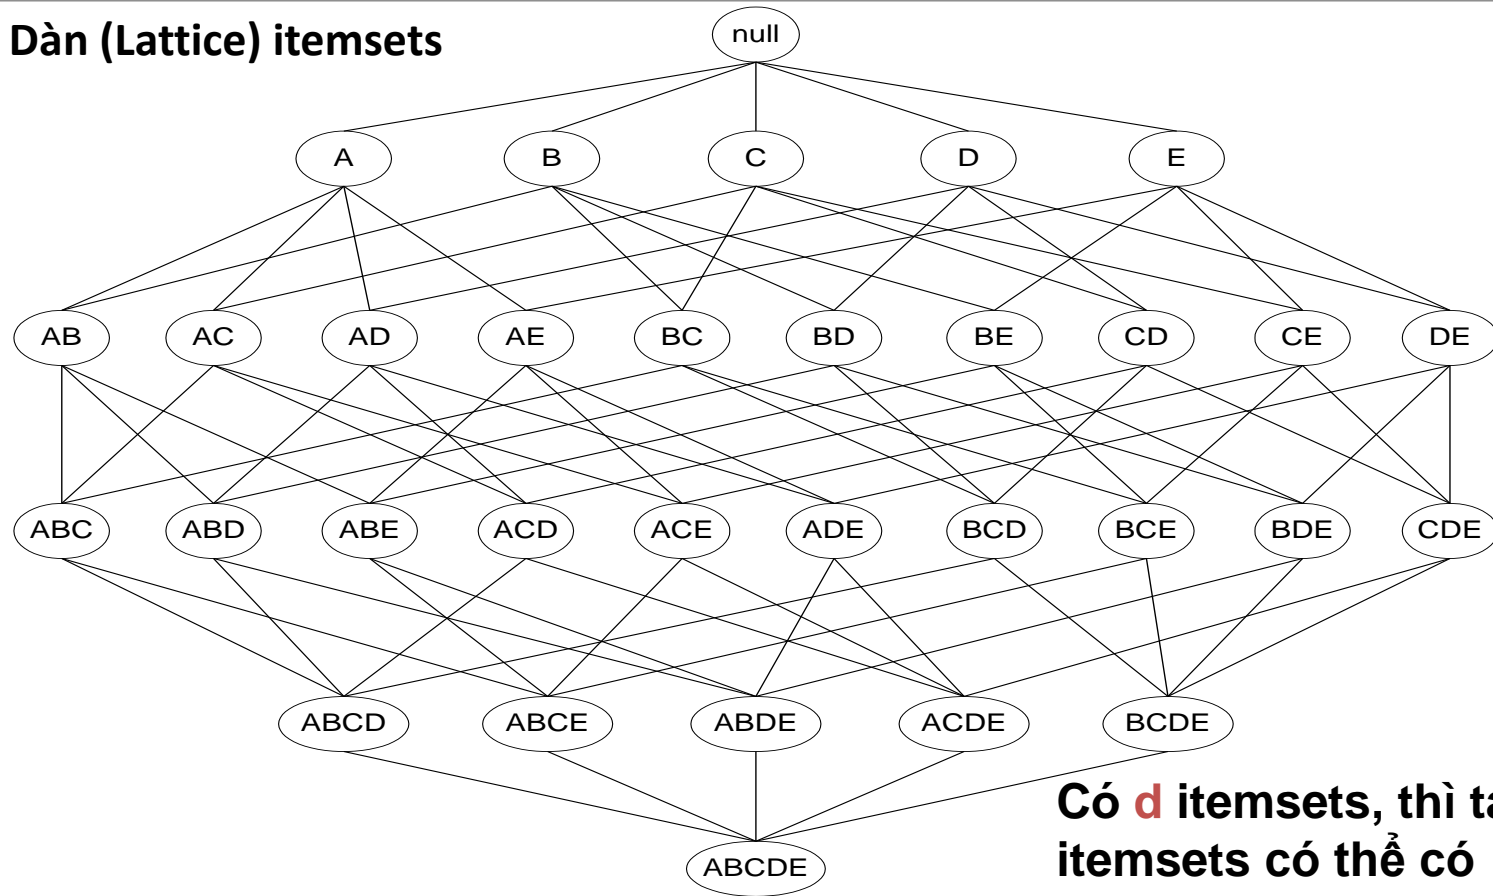 Dàn (Lattice) itemsets
null
A B C D E
AB AC AD AE BC BD BE CD CE DE
ABC ABD ABE ACD ACE ADE BCD BCE BDE CDE
ABCD ABCE ABDE ACDE BCDE
ABCDE
Có d itemsets, thì
itemsets có thể có